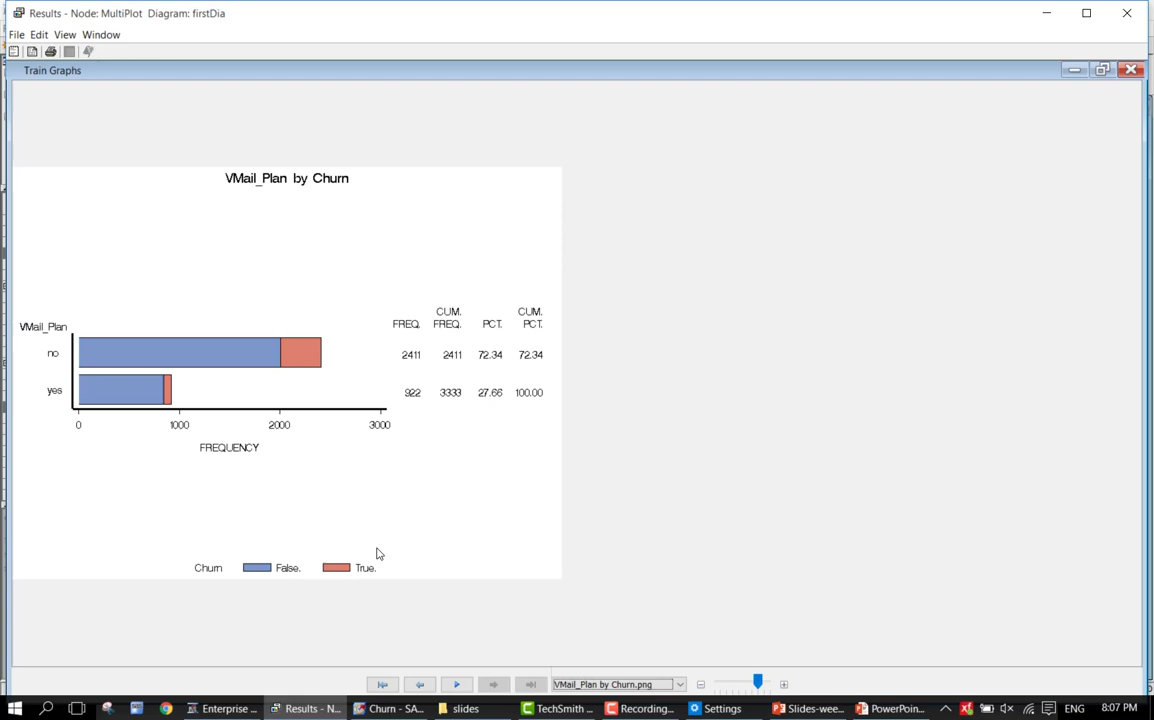 Results - Node: MultiPlot Diagram: firstDia
File Edit View Window
Train Graphs
VMail_Plan by Churn
CUM. CUM.
VMail_Plan FREQ. FREQ. PCT. PCT.
no 2411 2411 72.34 72.34
yes 922 3333 27.66 100.00
0 1000 2000 3000
FREQUENCY
Churn False. True.
VMail_Plan by Churn.png
Enterprise ... Results - N... Churn - SA... slides TechSmith ... Recording... Settings Slides-wee... PowerPoin... ENG 8:07 PM